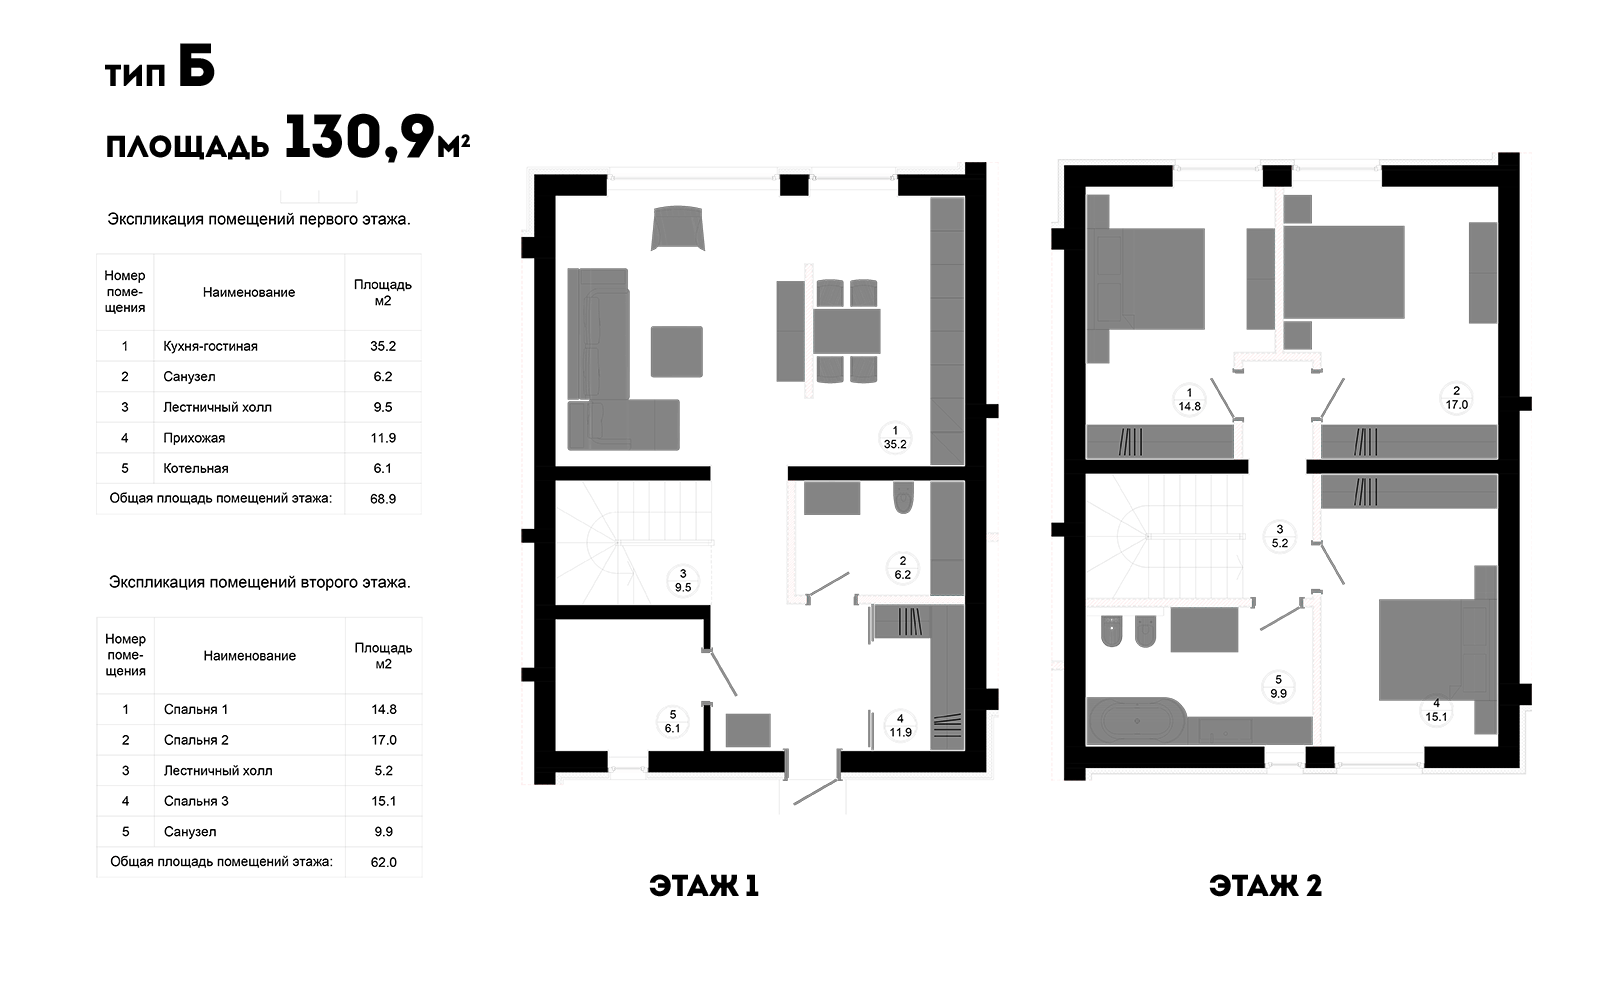 ТИП Б
ПЛОЩАДЬ 130,9М²
Экспликация помещений первого этажа.
Номер поме-щения Наименование Площадь м2
1 Кухня-гостиная 35.2
2 Санузел 6.2
3 Лестничный холл 9.5
4 Прихожая 11.9
5 Котельная 6.1
Общая площадь помещений этажа: 68.9
Экспликация помещений второго этажа.
Номер поме-щения Наименование Площадь м2
1 Спальня 1 14.8
2 Спальня 2 17.0
3 Лестничный холл 5.2
4 Спальня 3 15.1
5 Санузел 9.9
Общая площадь помещений этажа: 62.0
1
35.2
2
6.2
3
9.5
5
6.1
4
11.9
ЭТАЖ 1
1
14.8
2
17.0
3
5.2
5
9.9
4
15.1
ЭТАЖ 2